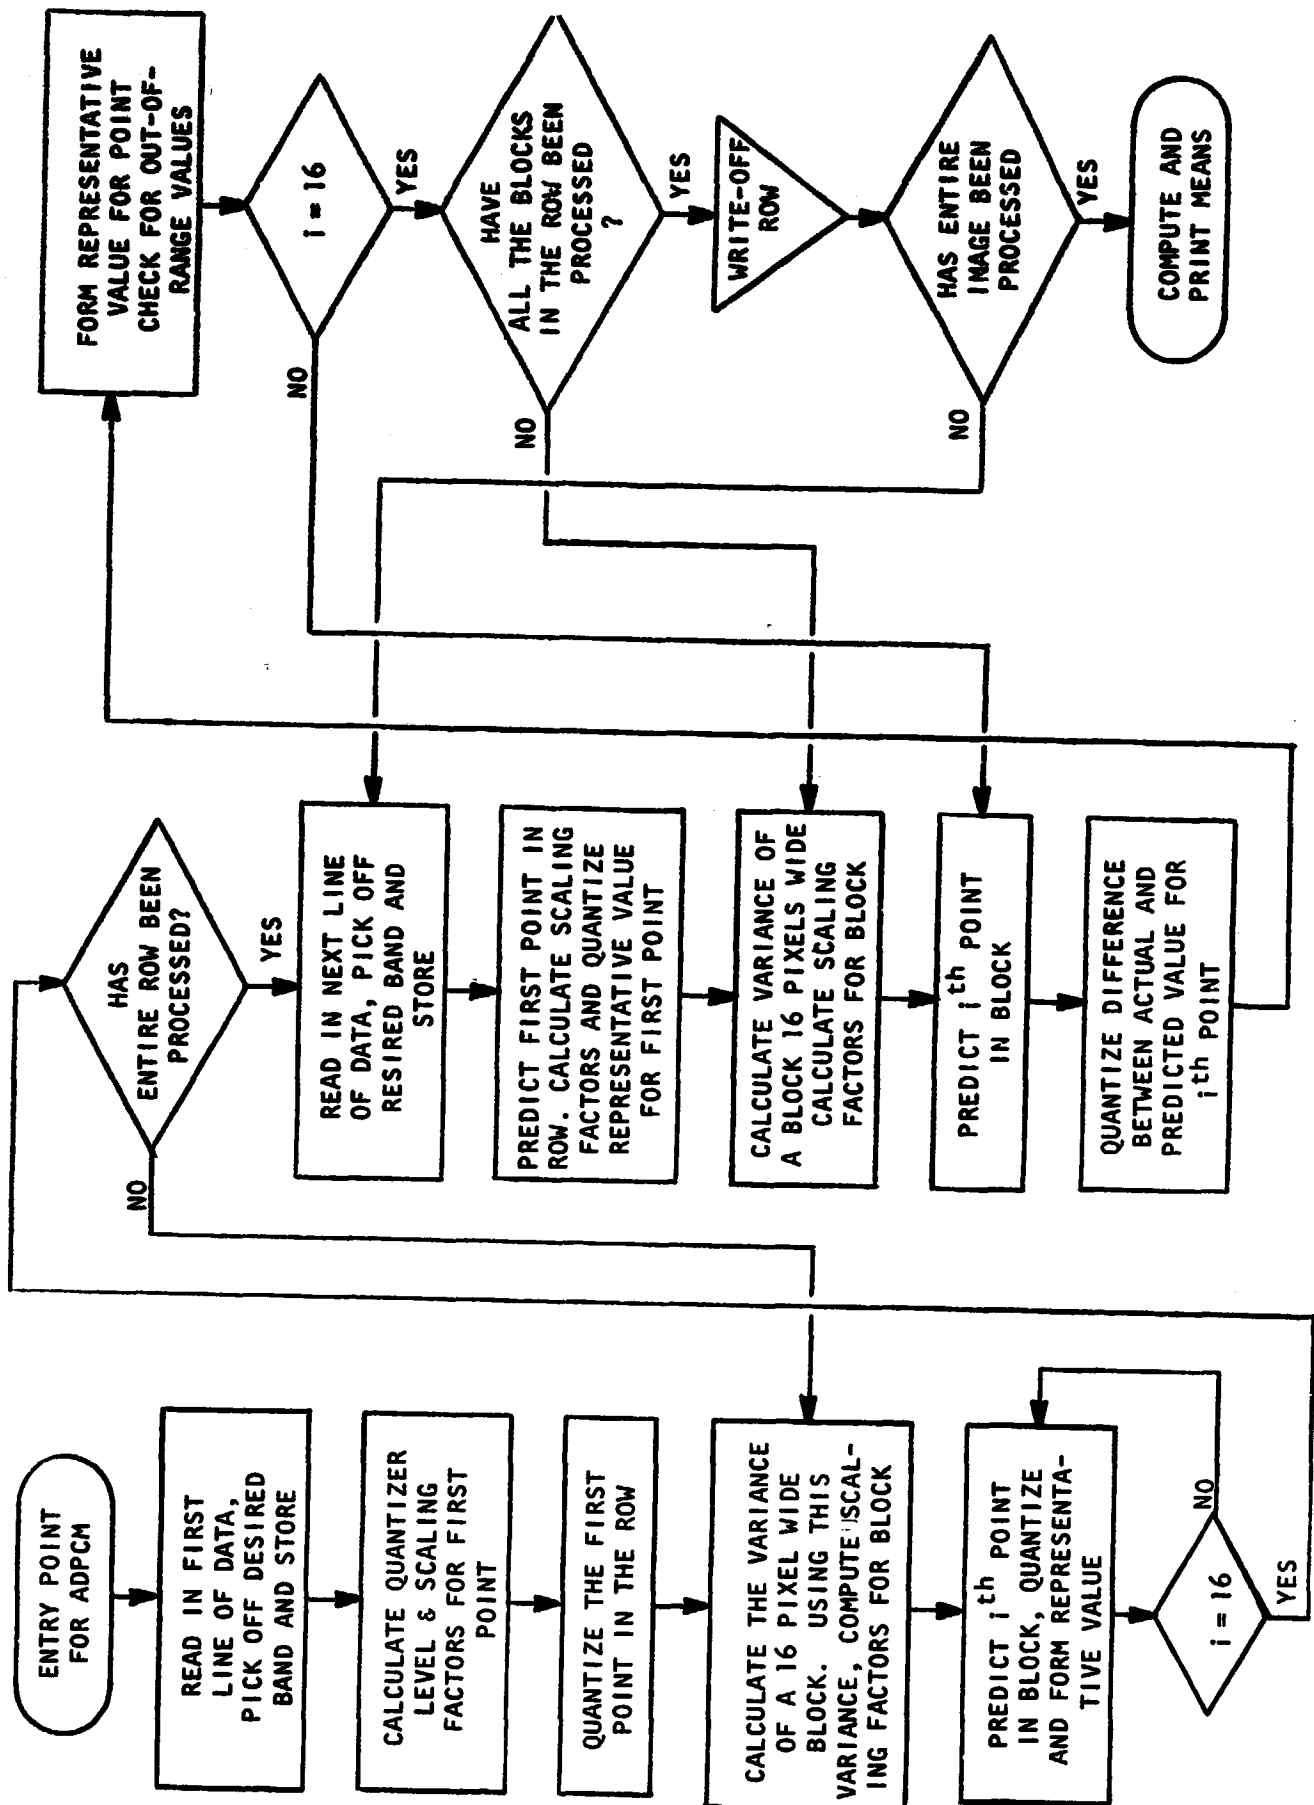 ENTRY POINT
FOR ADPCM
READ IN FIRST
LINE OF DATA,
PICK OFF DESIRED
BAND AND STORE
CALCULATE QUANTIZER
LEVEL & SCALING
FACTORS FOR FIRST
POINT
QUANTIZE THE FIRST
POINT IN THE ROW
CALCULATE THE VARIANCE
OF A 16 PIXEL WIDE
BLOCK. USING THIS
VARIANCE, COMPUTE SCAL-
ING FACTORS FOR BLOCK
PREDICT ith POINT
IN BLOCK, QUANTIZE
AND FORM REPRESENTA-
TIVE VALUE
i = 16
NO
YES
HAS
ENTIRE ROW BEEN
PROCESSED?
NO
YES
READ IN NEXT LINE
OF DATA, PICK OFF
RESIRED BAND AND
STORE
PREDICT FIRST POINT IN
ROW. CALCULATE SCALING
FACTORS AND QUANTIZE
REPRESENTATIVE VALUE
FOR FIRST POINT
CALCULATE VARIANCE OF
A BLOCK 16 PIXELS WIDE
CALCULATE SCALING
FACTORS FOR BLOCK
PREDICT ith POINT
IN BLOCK
QUANTIZE DIFFERENCE
BETWEEN ACTUAL AND
PREDICTED VALUE FOR
ith POINT
FORM REPRESENTATIVE
VALUE FOR POINT
CHECK FOR OUT-OF-
RANGE VALUES
i = 16
NO
YES
HAVE
ALL THE BLOCKS
IN THE ROW BEEN
PROCESSED
?
NO
YES
WRITE-OFF
ROW
HAS ENTIRE
IMAGE BEEN
PROCESSED
NO
YES
COMPUTE AND
PRINT MEANS